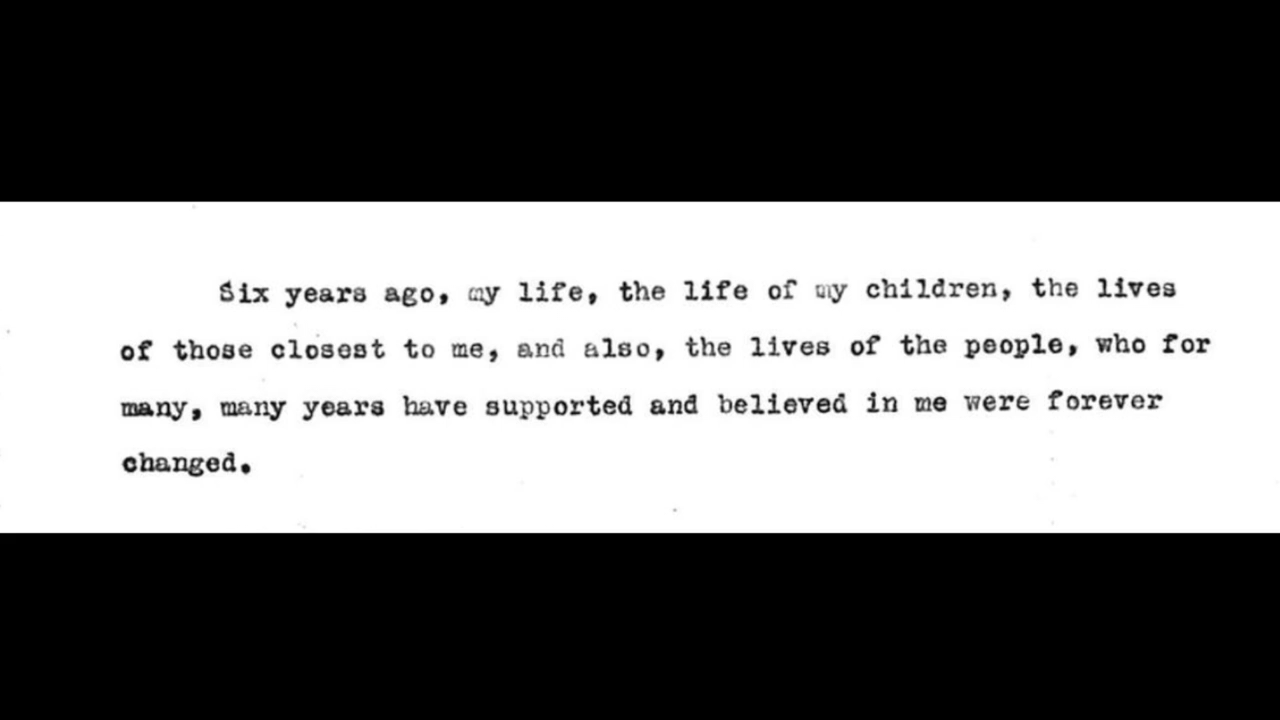 Six years ago, my life, the life of my children, the lives
of those closest to me, and also, the lives of the people, who for
many, many years have supported and believed in me were forever
changed.